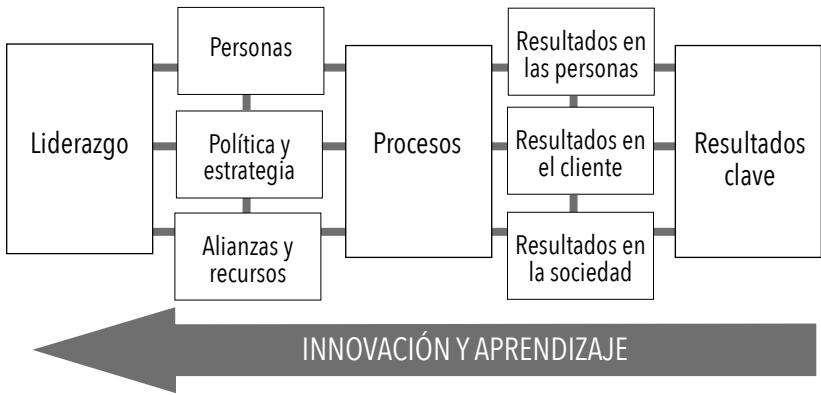 Liderazgo
Personas
Política y
estrategia
Alianzas y
recursos
Procesos
Resultados en
las personas
Resultados en
el cliente
Resultados en
la sociedad
Resultados
clave
INNOVACIÓN Y APRENDIZAJE